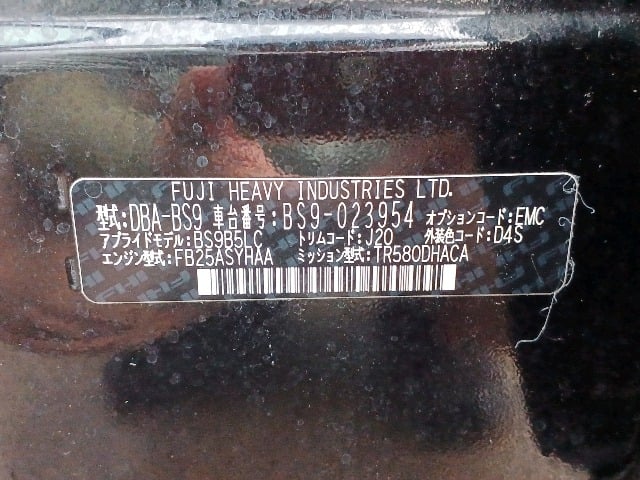 FUJI HEAVY INDUSTRIES LTD.
型式:DBA-BS9 車台番号:BS9-023954 オプションコード:EMC
アプライドモデル:BS9B5LC トリムコード:J20 外装色コード:D4S
エンジン型式:FB25ASYHAA ミッション型式:TR580DHACA